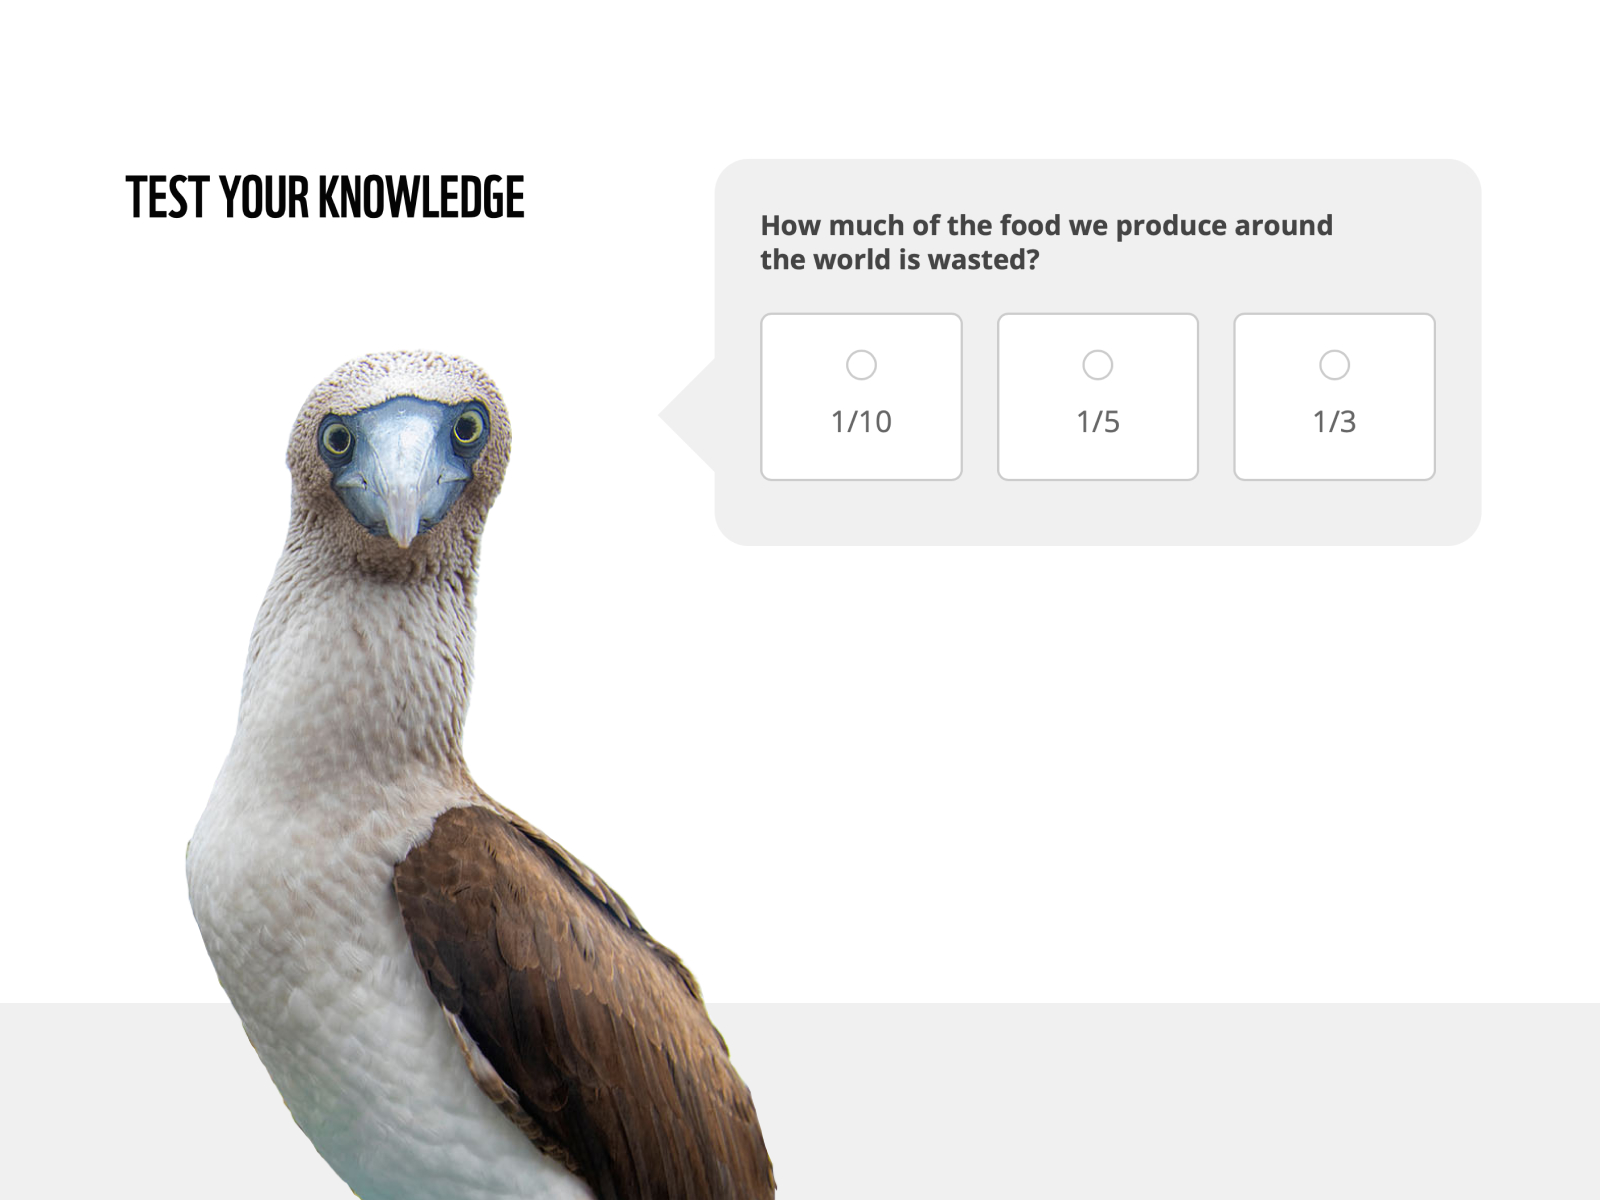 TEST YOUR KNOWLEDGE
How much of the food we produce around
the world is wasted?
1/10
1/5
1/3